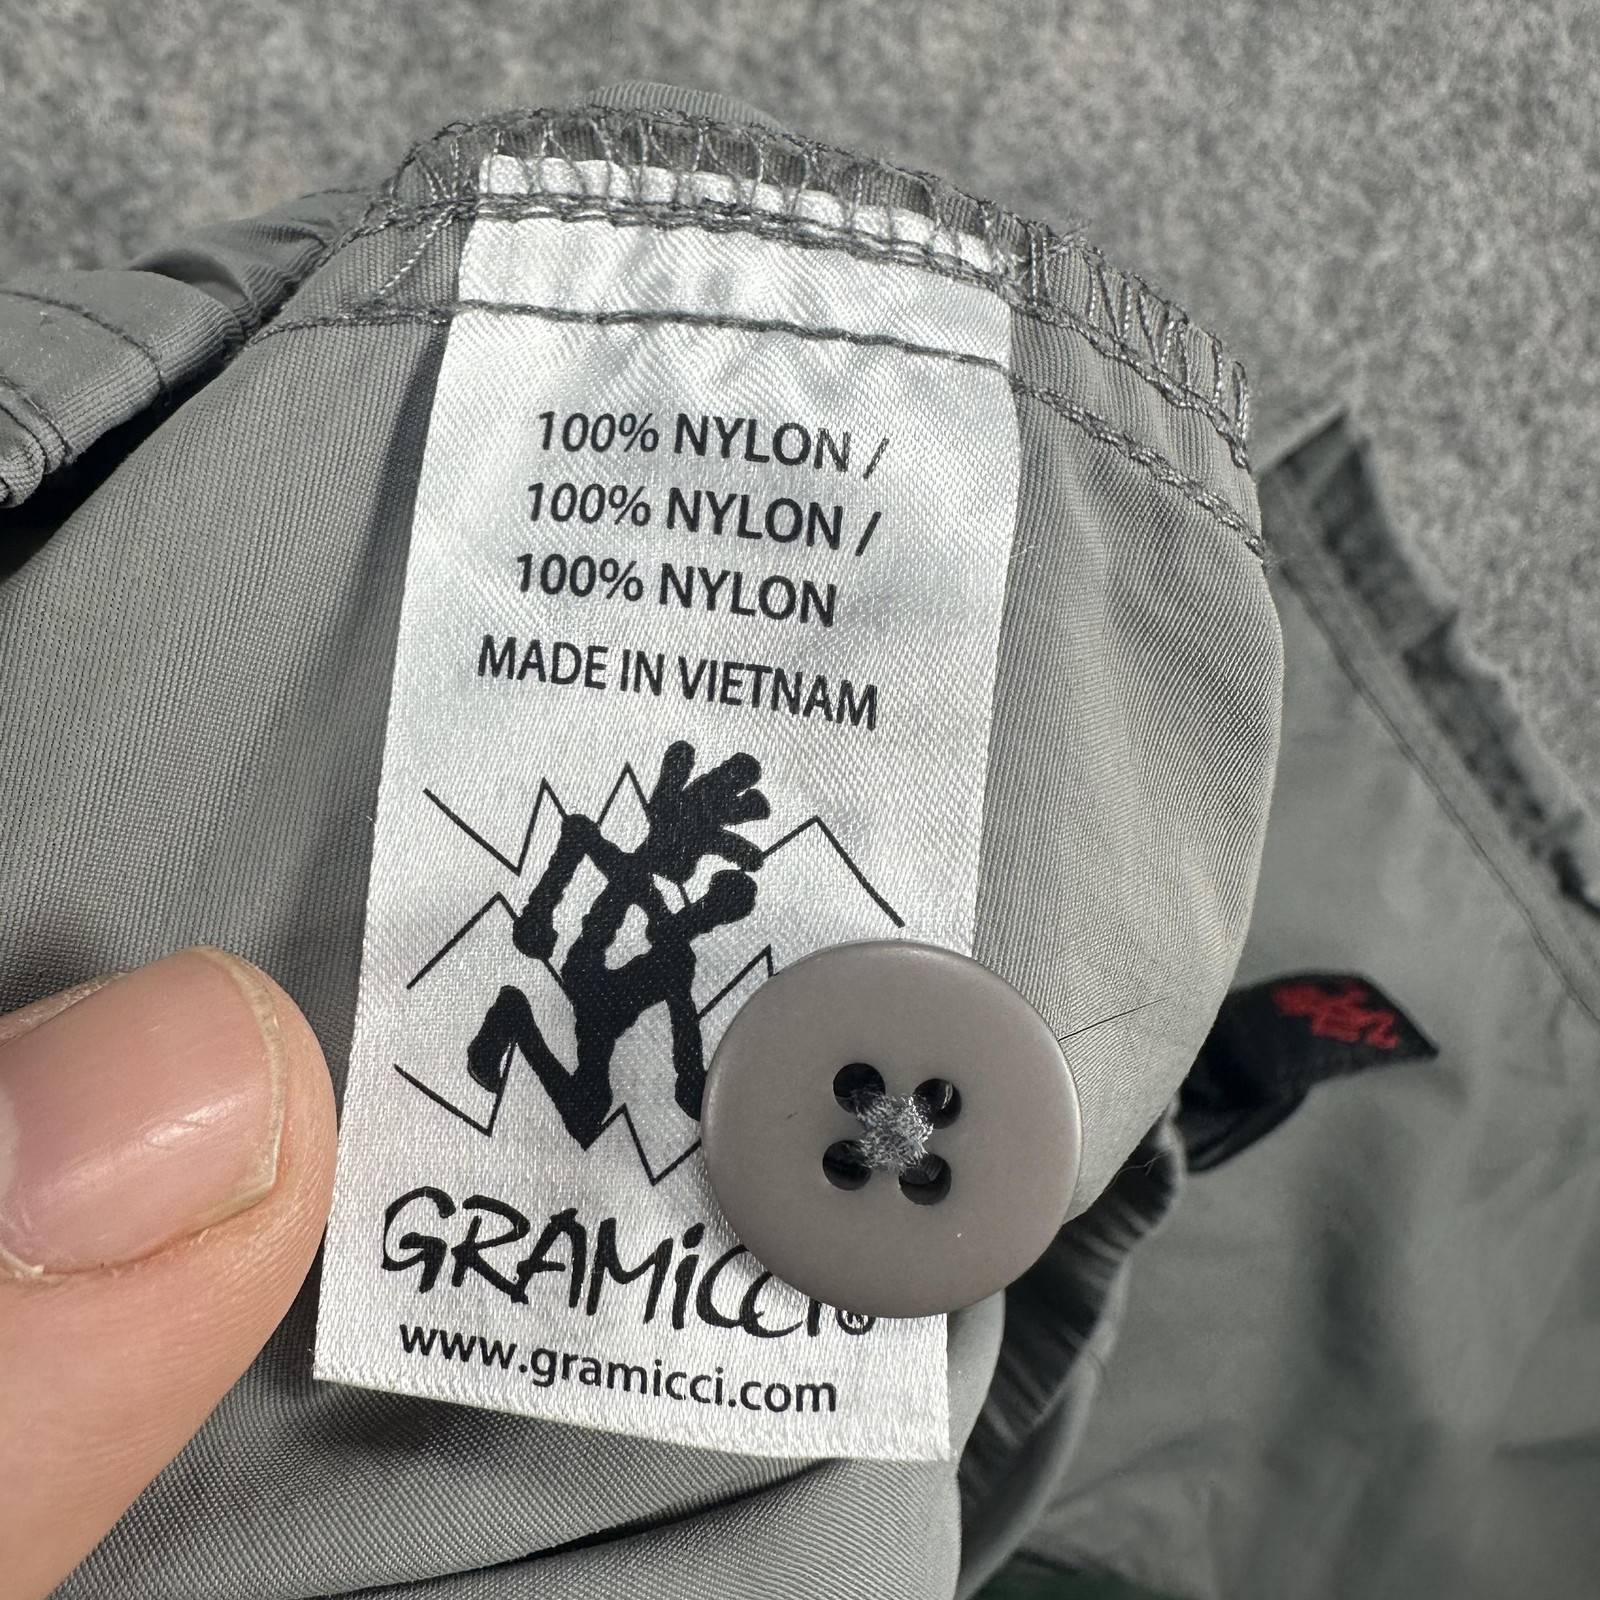 100% NYLON /
100% NYLON /
100% NYLON
MADE IN VIETNAM
GRAMiCCi®
www.gramicci.com